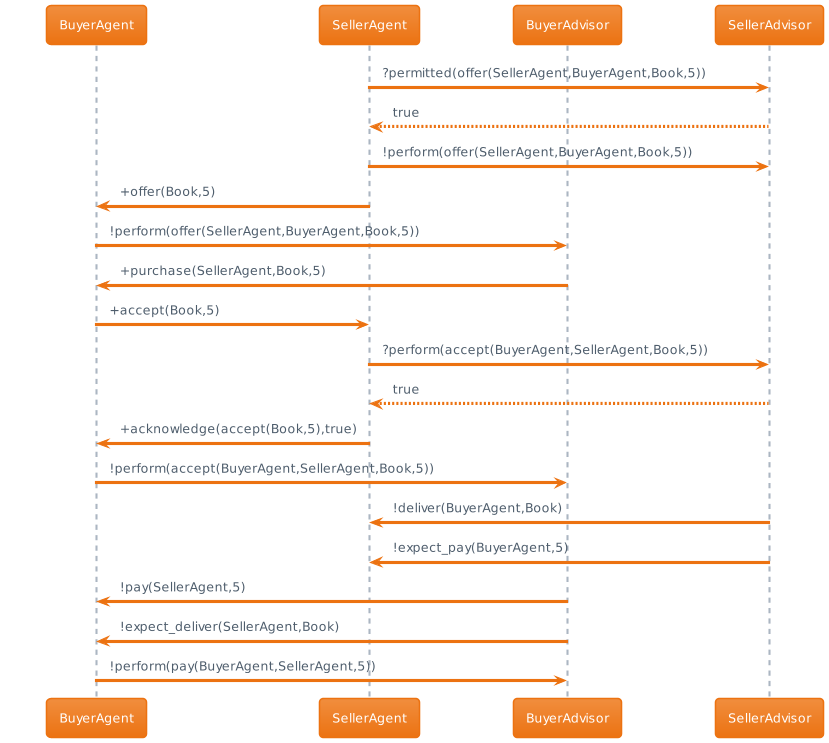 BuyerAgent
SellerAgent
BuyerAdvisor
SellerAdvisor
?permitted(offer(SellerAgent,BuyerAgent,Book,5))
true
!perform(offer(SellerAgent,BuyerAgent,Book,5))
+offer(Book,5)
!perform(offer(SellerAgent,BuyerAgent,Book,5))
+purchase(SellerAgent,Book,5)
+accept(Book,5)
?perform(accept(BuyerAgent,SellerAgent,Book,5))
true
+acknowledge(accept(Book,5),true)
!perform(accept(BuyerAgent,SellerAgent,Book,5))
!deliver(BuyerAgent,Book)
!expect_pay(BuyerAgent,5)
!pay(SellerAgent,5)
!expect_deliver(SellerAgent,Book)
!perform(pay(BuyerAgent,SellerAgent,5))
BuyerAgent
SellerAgent
BuyerAdvisor
SellerAdvisor